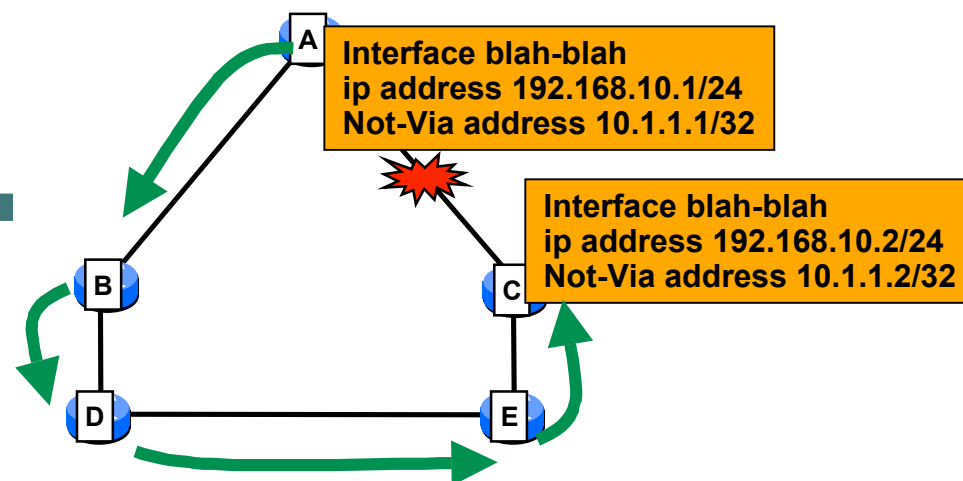 A
Interface blah-blah
ip address 192.168.10.1/24
Not-Via address 10.1.1.1/32
Interface blah-blah
ip address 192.168.10.2/24
Not-Via address 10.1.1.2/32
B
C
D
E